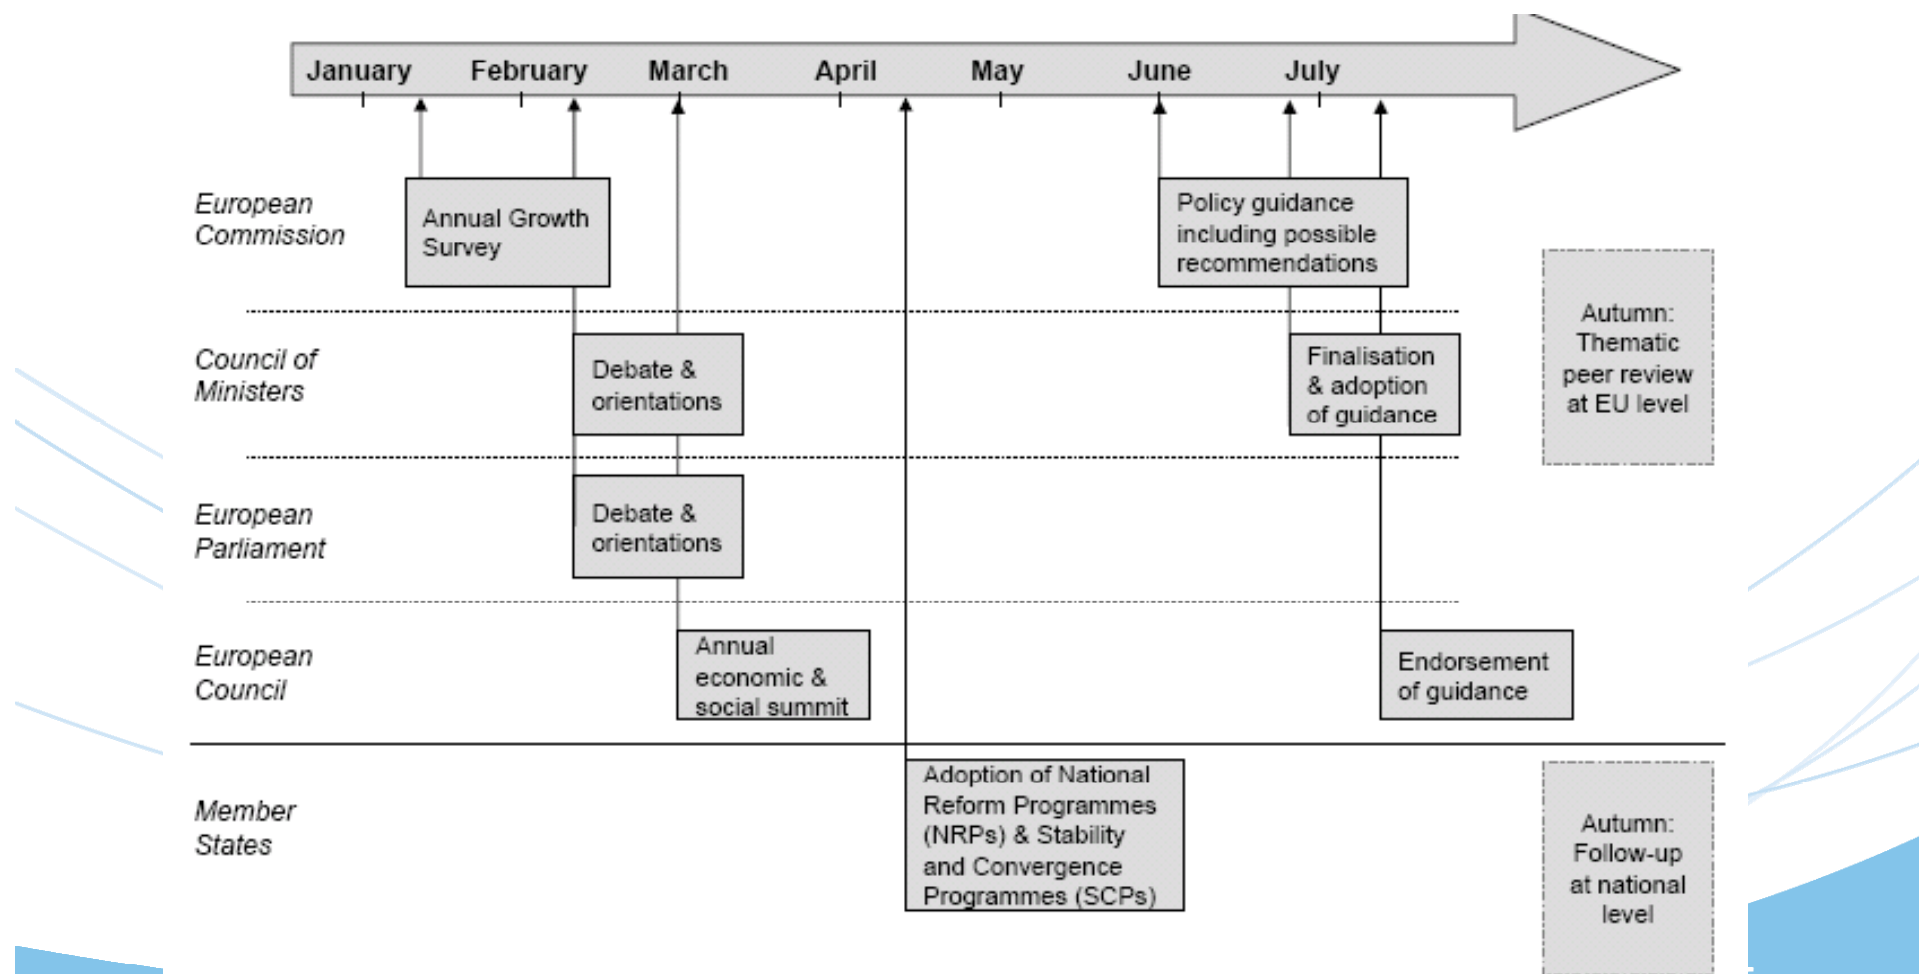 January February March April May June July
European
Commission
Annual Growth
Survey
Policy guidance
including possible
recommendations
Council of
Ministers
Debate &
orientations
Finalisation
& adoption
of guidance
Autumn:
Thematic
peer review
at EU level
European
Parliament
Debate &
orientations
European
Council
Annual
economic &
social summit
Endorsement
of guidance
Member
States
Adoption of National
Reform Programmes
(NRPs) & Stability
and Convergence
Programmes (SCPs)
Autumn:
Follow-up
at national
level